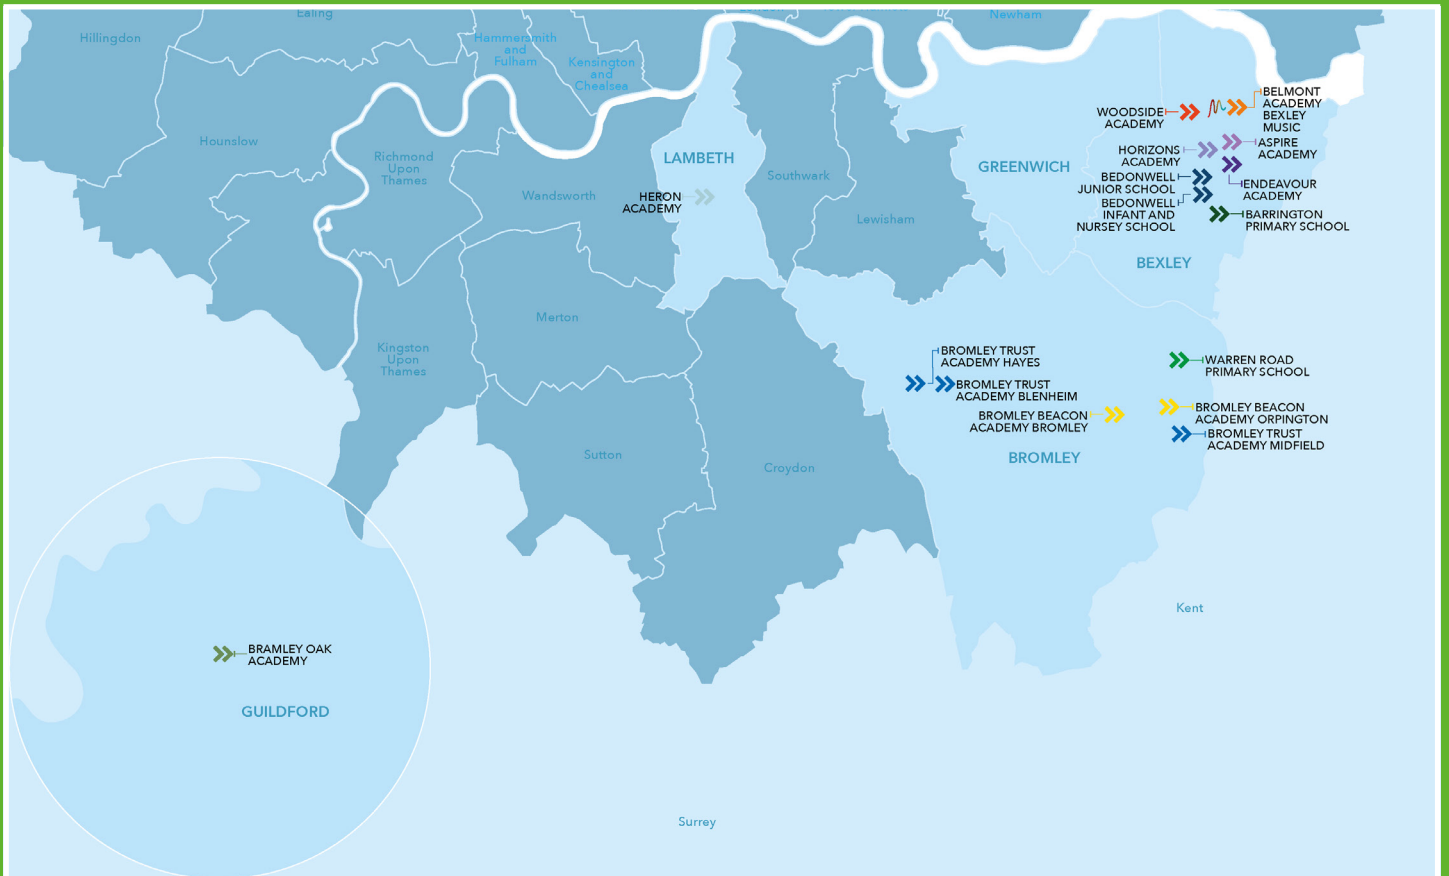 Ealing
Newham
Hillingdon
Hammersmith
and
Fulham
Kensington
and
Chealsea
BELMONT
ACADEMY
BEXLEY
MUSIC
WOODSIDE
ACADEMY
Hounslow
Richmond
Upon
Thames
LAMBETH
GREENWICH
HORIZONS
ACADEMY
ASPIRE
ACADEMY
Southwark
BEDONWELL
JUNIOR SCHOOL
ENDEAVOUR
ACADEMY
Wandsworth
HERON
ACADEMY
BEDONWELL
INFANT AND
NURSEY SCHOOL
Lewisham
BARRINGTON
PRIMARY SCHOOL
BEXLEY
Merton
Kingston
Upon
Thames
BROMLEY TRUST
ACADEMY HAYES
WARREN ROAD
PRIMARY SCHOOL
BROMLEY TRUST
ACADEMY BLENHEIM
BROMLEY BEACON
ACADEMY BROMLEY
BROMLEY BEACON
ACADEMY ORPINGTON
BROMLEY TRUST
ACADEMY MIDFIELD
Sutton
Croydon
BROMLEY
Kent
BRAMLEY OAK
ACADEMY
GUILDFORD
Surrey